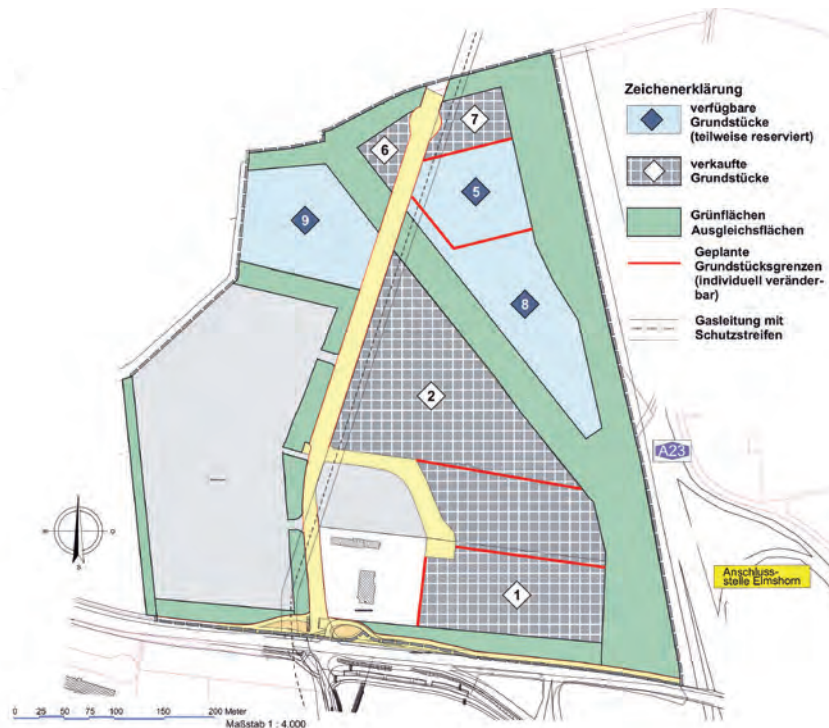 Zeichenerklärung
verfügbare
Grundstücke
(teilweise reserviert)
verkaufte
Grundstücke
Grünflächen
Ausgleichsflächen
Geplante
Grundstücksgrenzen
(individuell veränder-
bar)
Gasleitung mit
Schutzstreifen
7
6
5
9
8
2
1
A23
Anschluss-
stelle Elmshorn
N
W
O
S
0 25 50 75 100 150 200 Meter
Maßstab 1 : 4.000